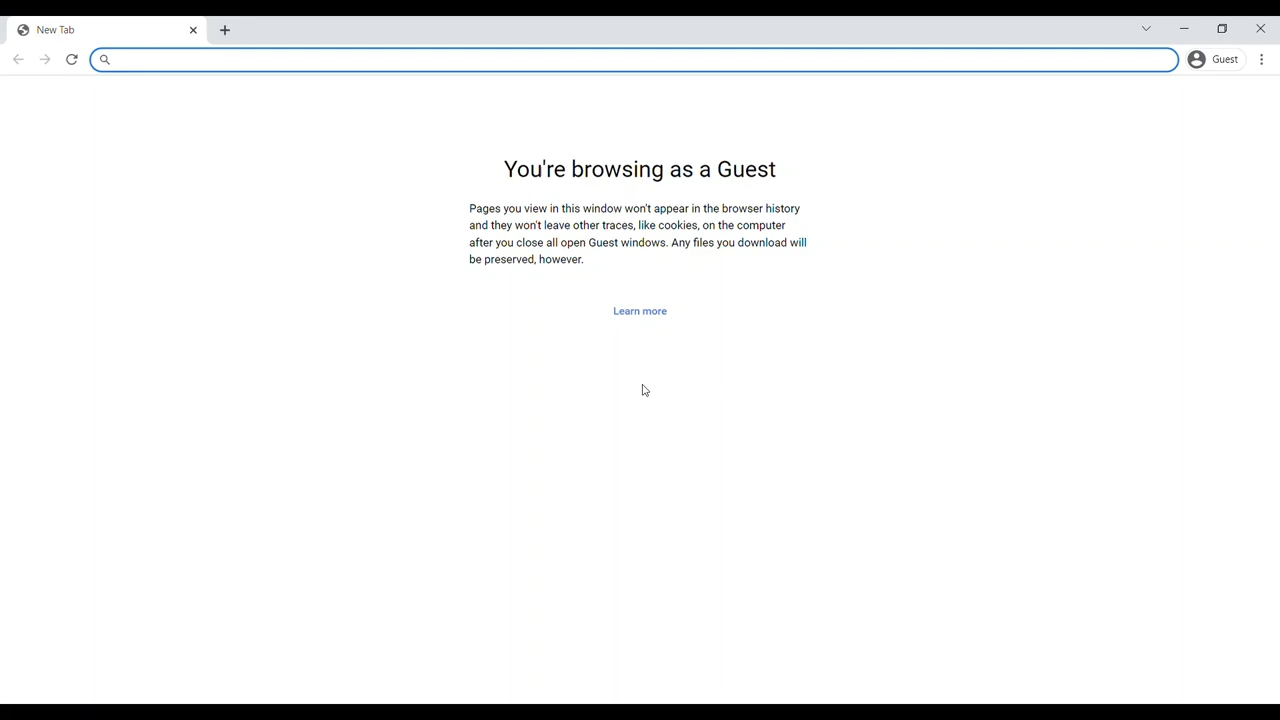 New Tab
Guest
You're browsing as a Guest
Pages you view in this window won't appear in the browser history
and they won't leave other traces, like cookies, on the computer
after you close all open Guest windows. Any files you download will
be preserved, however.
Learn more